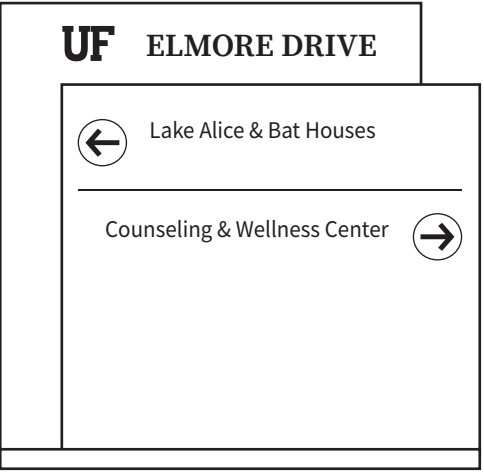 UF ELMORE DRIVE
Lake Alice & Bat Houses
Counseling & Wellness Center